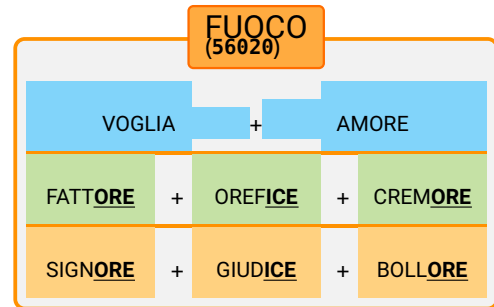 FUOCO
(56020)
VOGLIA + AMORE
FATTORE + OREFICE + CREMORE
SIGNORE + GIUDICE + BOLLORE